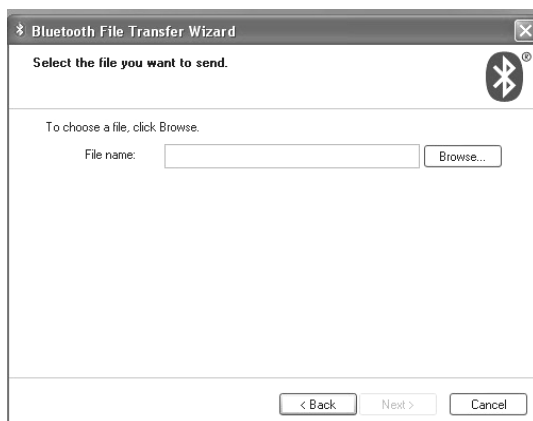 Bluetooth File Transfer Wizard
Select the file you want to send.
®
To choose a file, click Browse.
File name: Browse...
< Back Next > Cancel